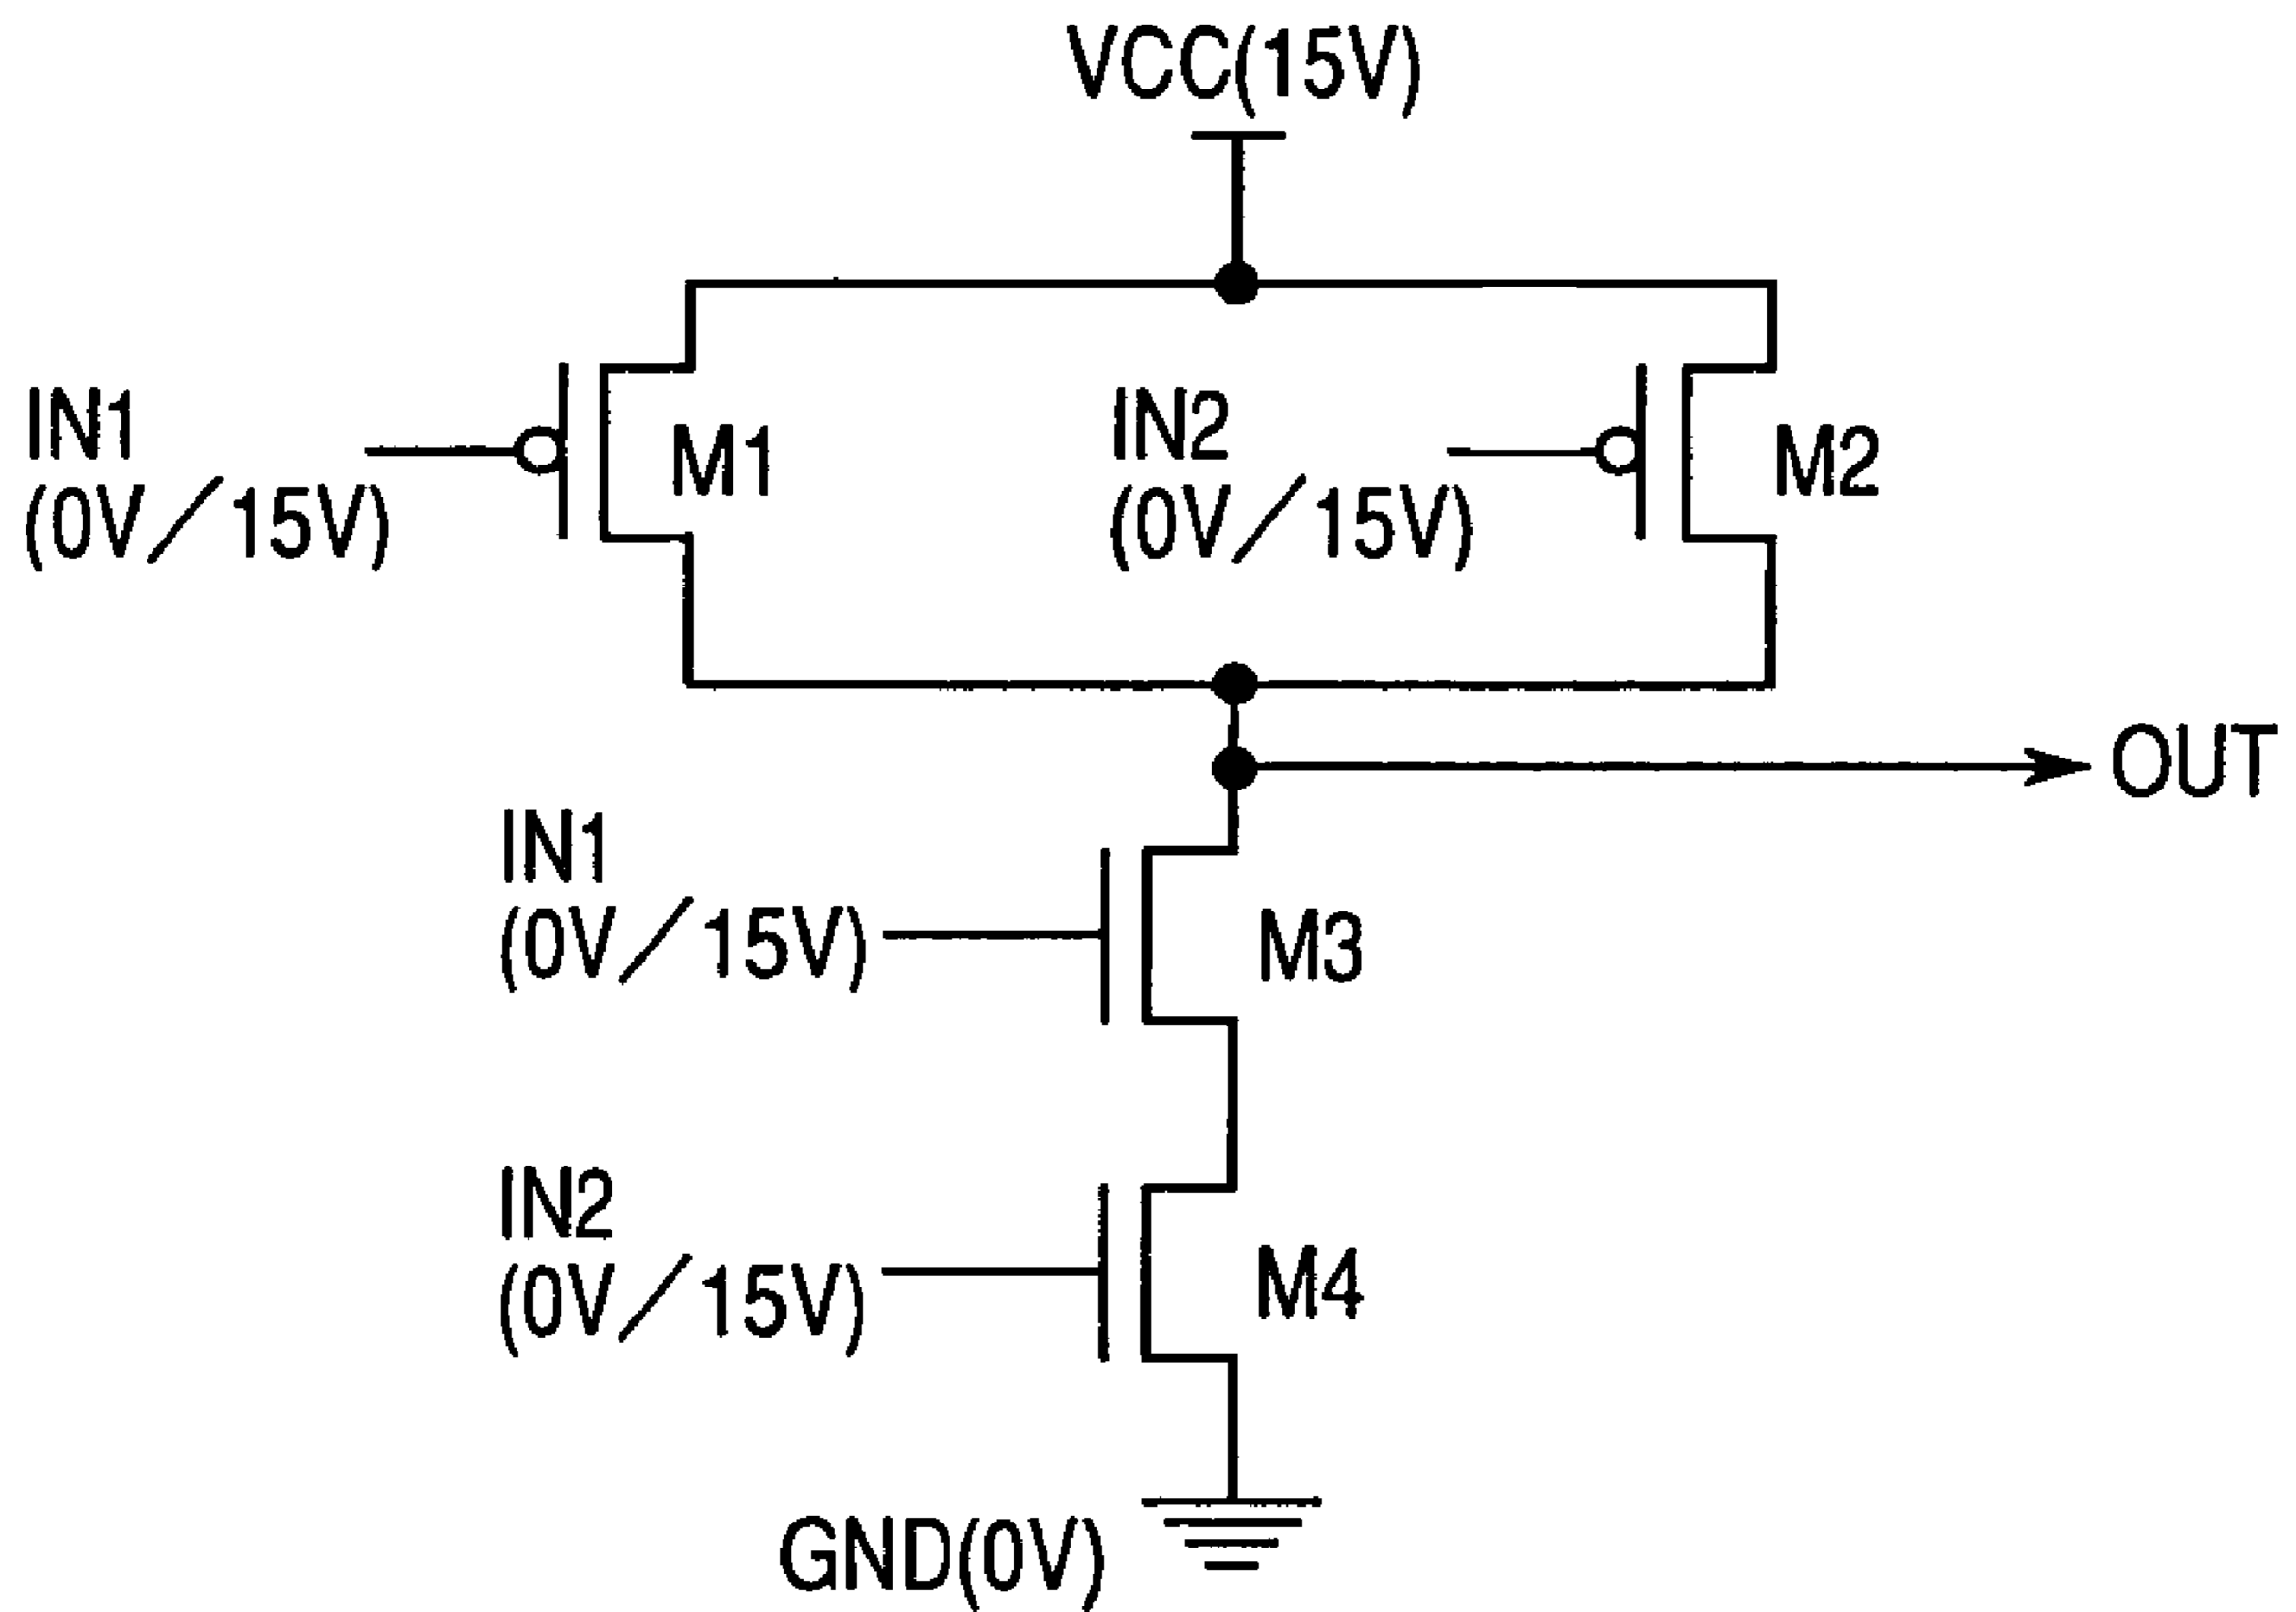 VCC(15V)
IN1
(0V/15V)
M1
IN2
(0V/15V)
M2
OUT
IN1
(0V/15V)
M3
IN2
(0V/15V)
M4
GND(0V)